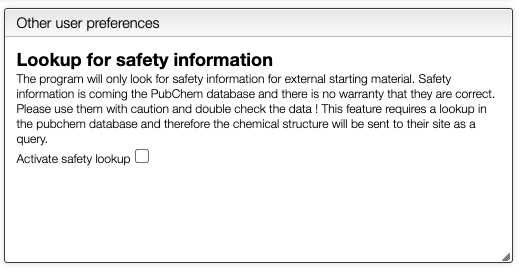 Other user preferences
Lookup for safety information
The program will only look for safety information for external starting material. Safety
information is coming the PubChem database and there is no warranty that they are correct.
Please use them with caution and double check the data ! This feature requires a lookup in
the pubchem database and therefore the chemical structure will be sent to their site as a
query.
Activate safety lookup